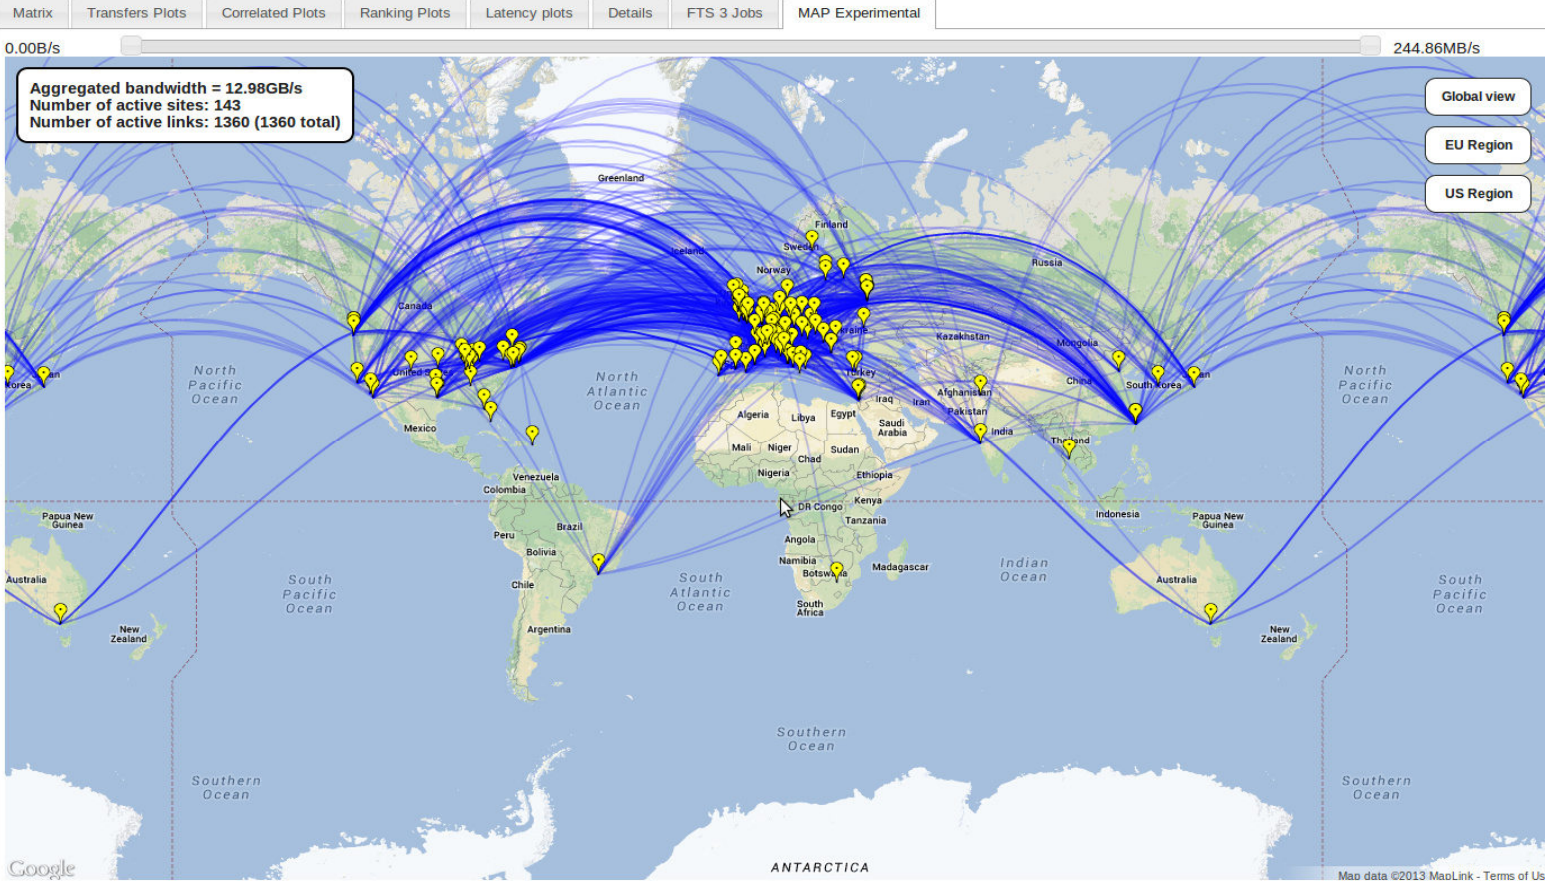 Matrix
Transfers Plots
Correlated Plots
Ranking Plots
Latency plots
Details
FTS 3 Jobs
MAP Experimental
0.00B/s
244.86MB/s
Aggregated bandwidth = 12.98GB/s
Number of active sites: 143
Number of active links: 1360 (1360 total)
Global view
EU Region
US Region
Greenland
Finland
Sweden
Iceland
Norway
Russia
Canada
Ukraine
Kazakhstan
Mongolia
United
Turkey
China
South Korea
North
Pacific
Ocean
North
Atlantic
Ocean
North
Pacific
Ocean
Afghanistan
Iraq
Iran
Pakistan
Algeria
Libya
Egypt
Saudi
Arabia
India
Mexico
Thailand
Mali
Niger
Sudan
Chad
Nigeria
Ethiopia
Venezuela
Colombia
Kenya
DR Congo
Tanzania
Indonesia
Papua New
Guinea
Papua New
Guinea
Brazil
Peru
Bolivia
Angola
Namibia
Botswana
Madagascar
Indian
Ocean
Australia
Australia
South
Pacific
Ocean
Chile
South
Atlantic
Ocean
South
Africa
South
Pacific
Ocean
New
Zealand
Argentina
New
Zealand
Southern
Ocean
Southern
Ocean
Southern
Ocean
ANTARCTICA
Google
Map data ©2013 MapLink - Terms of Us